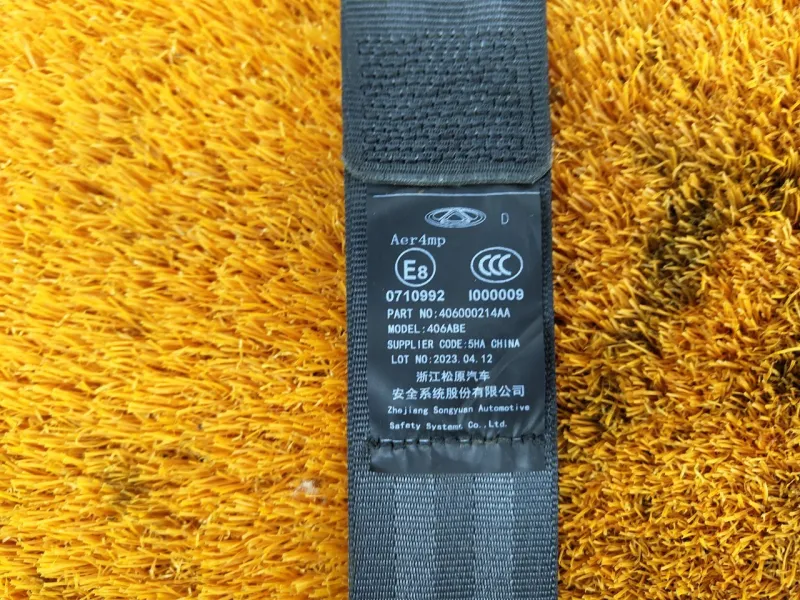 D
Aer4mp
E8
CCC
0710992 I000009
PART NO:406000214AA
MODEL:406ABE
SUPPLIER CODE:5HA CHINA
LOT NO:2023.04.12
浙江松原汽车
安全系统股份有限公司
Zhejiang Songyuan Automotive
Safety Systems Co.,Ltd.